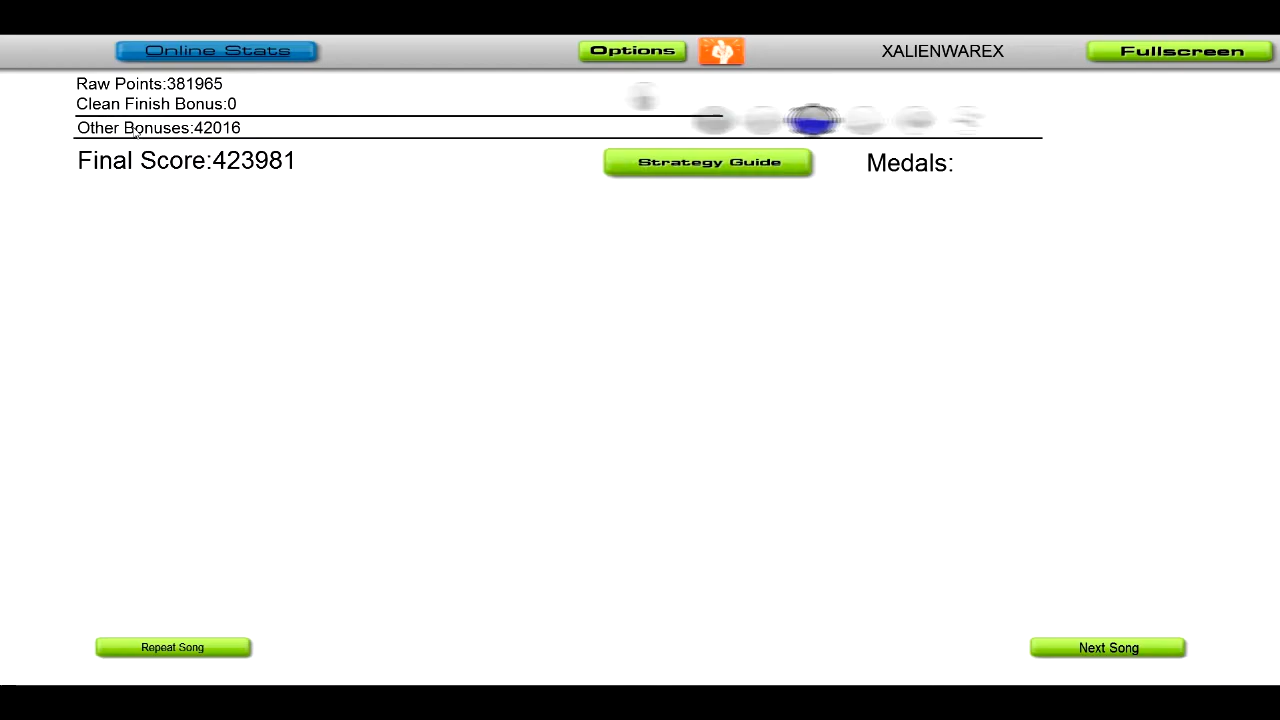 Online Stats
Options
XALIENWAREX
Fullscreen
Raw Points:381965
Clean Finish Bonus:0
Other Bonuses:42016
Final Score:423981
Strategy Guide
Medals:
Repeat Song
Next Song